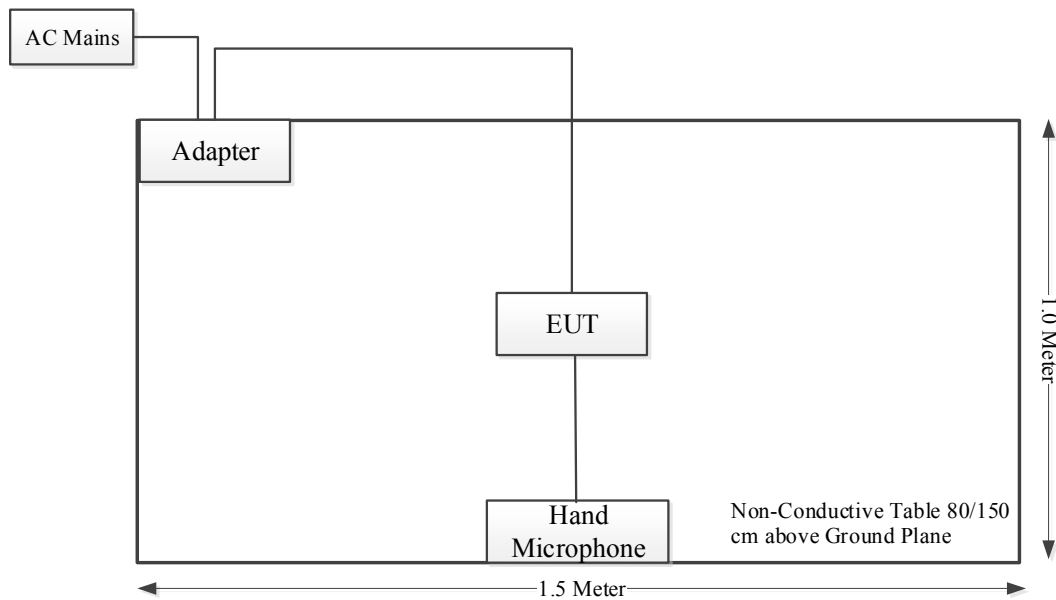 AC Mains
Adapter
EUT
1.0 Meter
Hand
Microphone
Non-Conductive Table 80/150
cm above Ground Plane
1.5 Meter